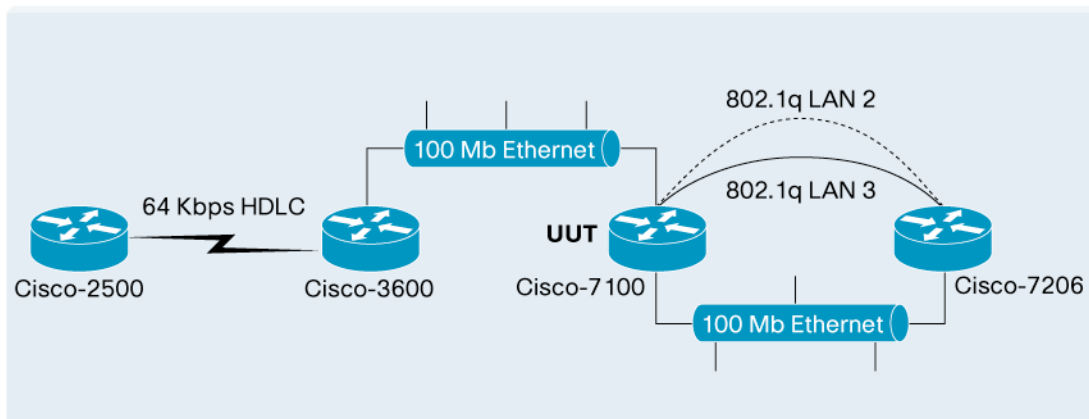 802.1q LAN 2
100 Mb Ethernet
802.1q LAN 3
64 Kbps HDLC
UUT
Cisco-2500
Cisco-3600
Cisco-7100
Cisco-7206
100 Mb Ethernet